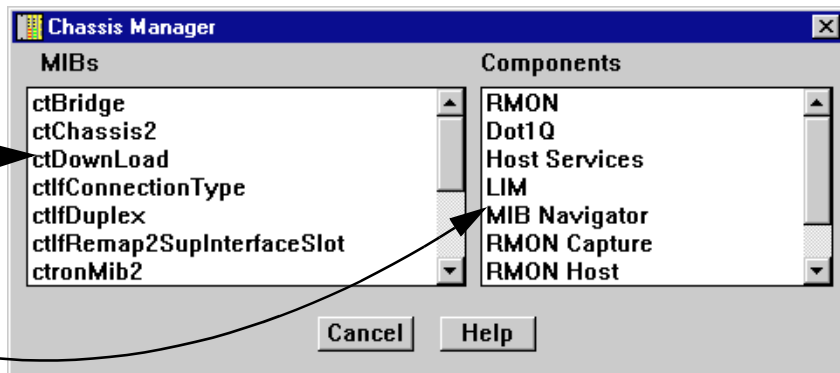 Chassis Manager
MIBs
ctBridge
ctChassis2
ctDownLoad
ctIfConnectionType
ctIfDuplex
ctIfRemap2SupInterfaceSlot
ctronMib2
Components
RMON
Dot1Q
Host Services
LIM
MIB Navigator
RMON Capture
RMON Host
Cancel Help